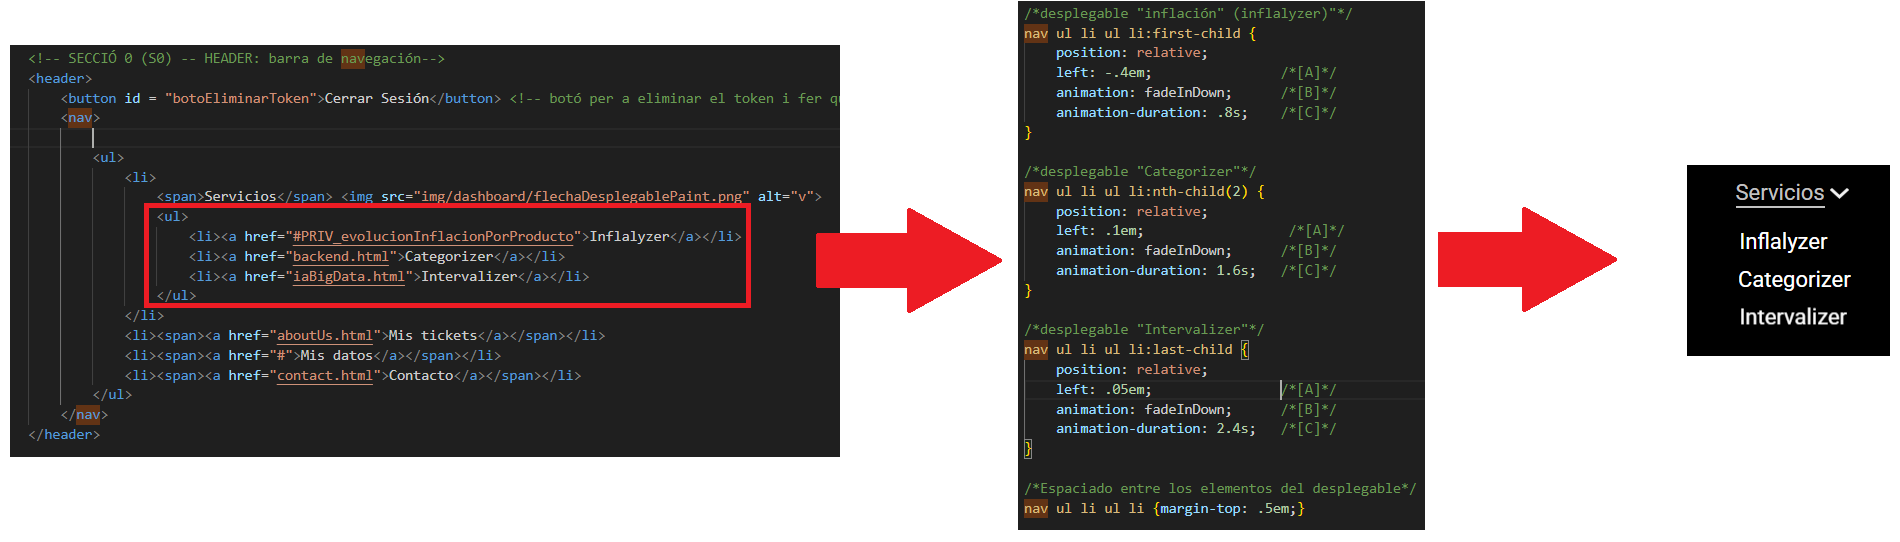 <!-- SECCIÓ 0 (S0) -- HEADER: barra de navegación-->
<header>
<button id = "botoEliminarToken">Cerrar Sesión</button> <!-- botó per a eliminar el token i fer qu
<nav>
<ul>
<li>
<span>Servicios</span> <img src="img/dashboard/flechaDesplegablePaint.png" alt="v">
<ul>
<li><a href="#PRIV_evolucionInflacionPorProducto">Inflalyzer</a></li>
<li><a href="backend.html">Categorizer</a></li>
<li><a href="iaBigData.html">Intervalizer</a></li>
</ul>
</li>
<li><span><a href="aboutUs.html">Mis tickets</a></span></li>
<li><span><a href="#">Mis datos</a></span></li>
<li><span><a href="contact.html">Contacto</a></span></li>
</ul>
</nav>
</header>
/*desplegable "inflación" (inflalyzer)"*/
nav ul li ul li:first-child {
position: relative;
left: -.4em; /*[A]*/
animation: fadeInDown; /*[B]*/
animation-duration: .8s; /*[C]*/
}
/*desplegable "Categorizer"*/
nav ul li ul li:nth-child(2) {
position: relative;
left: .1em; /*[A]*/
animation: fadeInDown; /*[B]*/
animation-duration: 1.6s; /*[C]*/
}
/*desplegable "Intervalizer"*/
nav ul li ul li:last-child {
position: relative;
left: .05em; /*[A]*/
animation: fadeInDown; /*[B]*/
animation-duration: 2.4s; /*[C]*/
}
/*Espaciado entre los elementos del desplegable*/
nav ul li ul li {margin-top: .5em;}
Servicios
Inflalyzer
Categorizer
Intervalizer